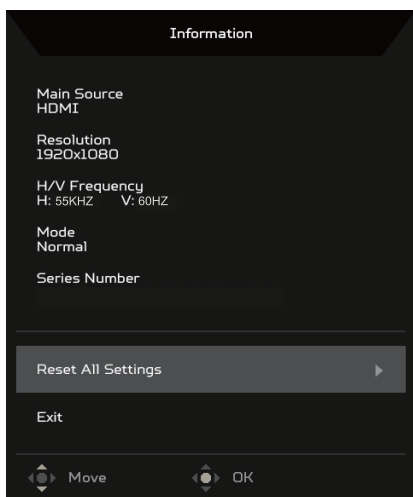 Information
Main Source
HDMI
Resolution
1920x1080
H/V Frequency
H: 55KHZ V: 60HZ
Mode
Normal
Series Number
Reset All Settings
Exit
Move OK